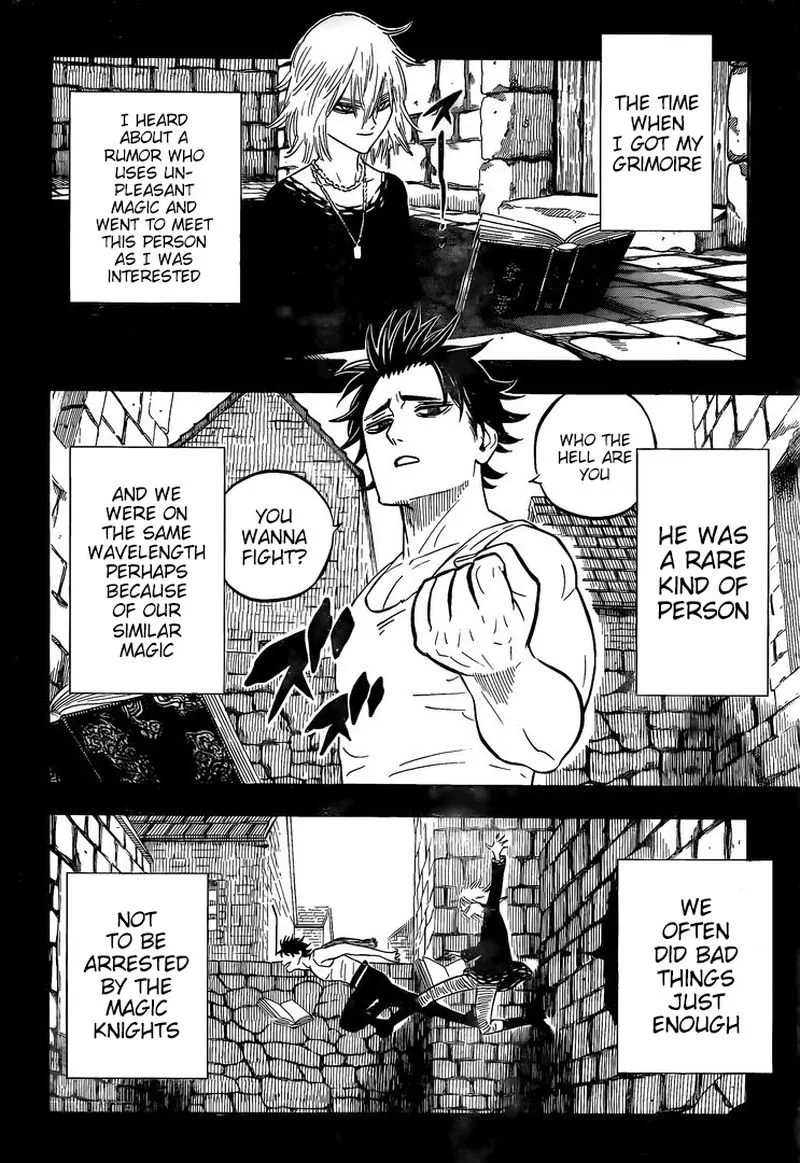 THE TIME
WHEN
I GOT MY
GRIMOIRE
I HEARD
ABOUT A
RUMOR WHO
USES UN-
PLEASANT
MAGIC AND
WENT TO MEET
THIS PERSON
AS I WAS
INTERESTED
WHO THE
HELL ARE
YOU
HE WAS
A RARE
KIND OF
PERSON
YOU
WANNA
FIGHT?
AND WE
WERE ON
THE SAME
WAVELENGTH
PERHAPS
BECAUSE
OF OUR
SIMILAR
MAGIC
WE
OFTEN
DID BAD
THINGS
JUST
ENOUGH
NOT
TO BE
ARRESTED
BY THE
MAGIC
KNIGHTS